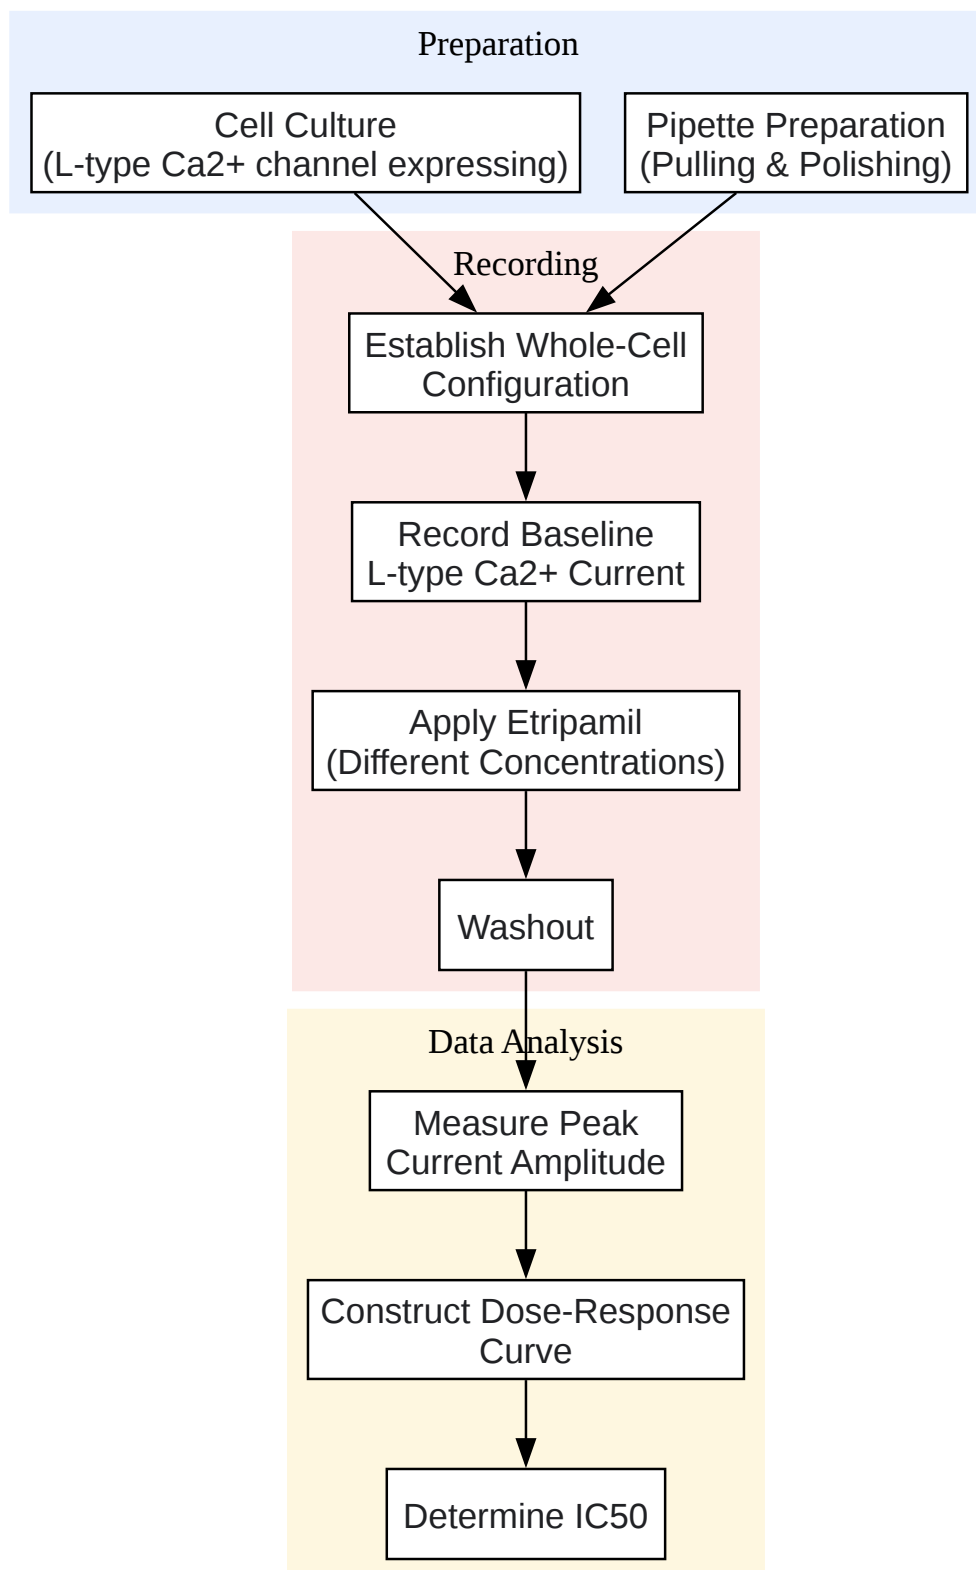 Preparation
Cell Culture
(L-type Ca2+ channel expressing)
Pipette Preparation
(Pulling & Polishing)
Recording
Establish Whole-Cell
Configuration
Record Baseline
L-type Ca2+ Current
Apply Etripamil
(Different Concentrations)
Washout
Data Analysis
Measure Peak
Current Amplitude
Construct Dose-Response
Curve
Determine IC50